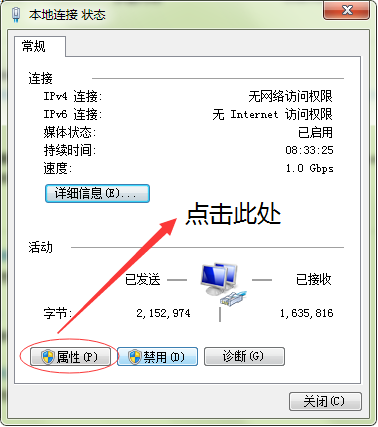 本地连接 状态
常规
连接
IPv4 连接: 无网络访问权限
IPv6 连接: 无 Internet 访问权限
媒体状态: 已启用
持续时间: 08:33:25
速度: 1.0 Gbps
详细信息(E)...
点击此处
活动
已发送 已接收
字节: 2,152,974 1,635,816
属性(P) 禁用(D) 诊断(G)
关闭(C)